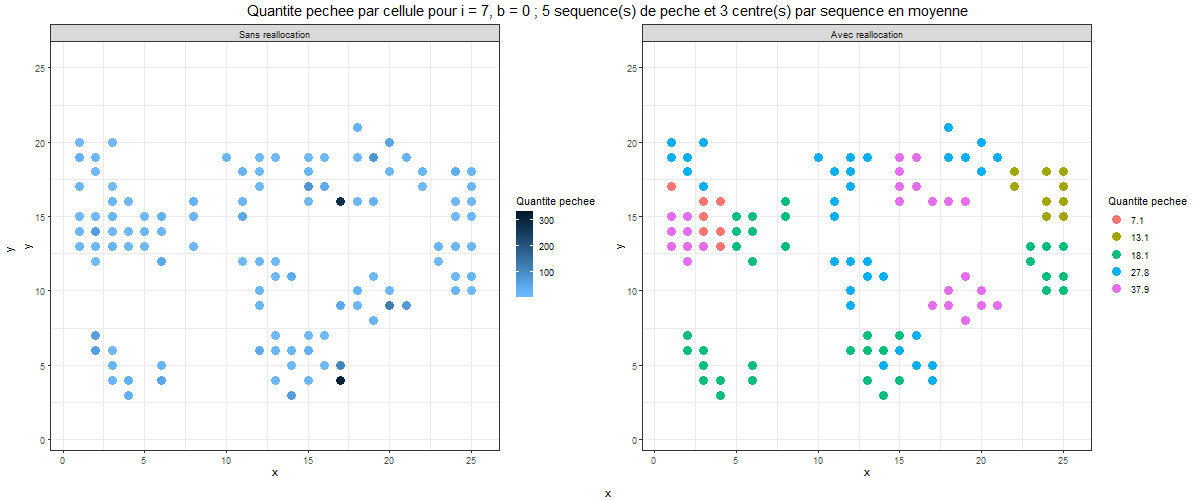 Quantite pechee par cellule pour i = 7, b = 0 ; 5 sequence(s) de peche et 3 centre(s) par sequence en moyenne
Sans reallocation
25
20
15
10
5
0
0 5 10 15 20 25
x
y
y
Quantite pechee
300
200
100
Avec reallocation
25
20
15
10
5
0
0 5 10 15 20 25
x
y
Quantite pechee
7.1
13.1
18.1
27.8
37.9
x